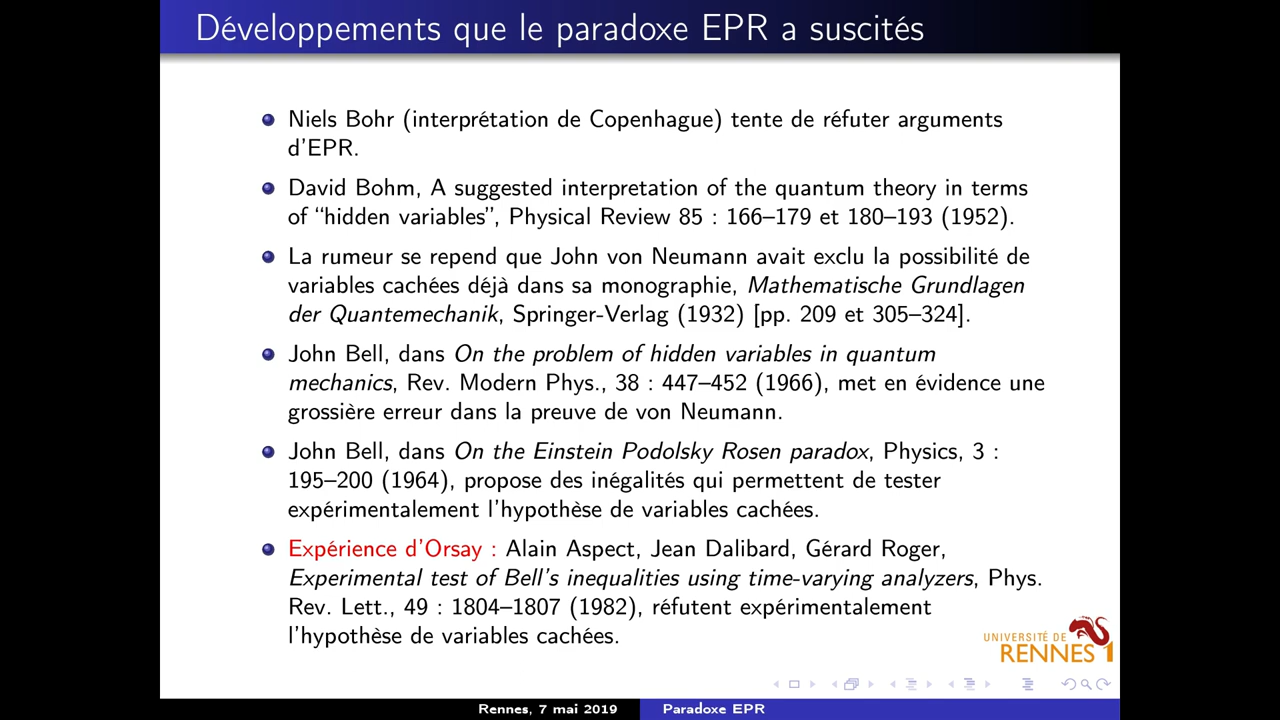 Développements que le paradoxe EPR a suscités
Niels Bohr (interprétation de Copenhague) tente de réfuter arguments
d'EPR.
David Bohm, A suggested interpretation of the quantum theory in terms
of “hidden variables”, Physical Review 85 : 166–179 et 180–193 (1952).
La rumeur se repend que John von Neumann avait exclu la possibilité de
variables cachées déjà dans sa monographie, Mathematische Grundlagen
der Quantemechanik, Springer-Verlag (1932) [pp. 209 et 305–324].
John Bell, dans On the problem of hidden variables in quantum
mechanics, Rev. Modern Phys., 38 : 447–452 (1966), met en évidence une
grossière erreur dans la preuve de von Neumann.
John Bell, dans On the Einstein Podolsky Rosen paradox, Physics, 3 :
195–200 (1964), propose des inégalités qui permettent de tester
expérimentalement l'hypothèse de variables cachées.
Expérience d'Orsay : Alain Aspect, Jean Dalibard, Gérard Roger,
Experimental test of Bell's inequalities using time-varying analyzers, Phys.
Rev. Lett., 49 : 1804–1807 (1982), réfutent expérimentalement
l'hypothèse de variables cachées.
UNIVERSITÉ DE
RENNES 1
Rennes, 7 mai 2019
Paradoxe EPR